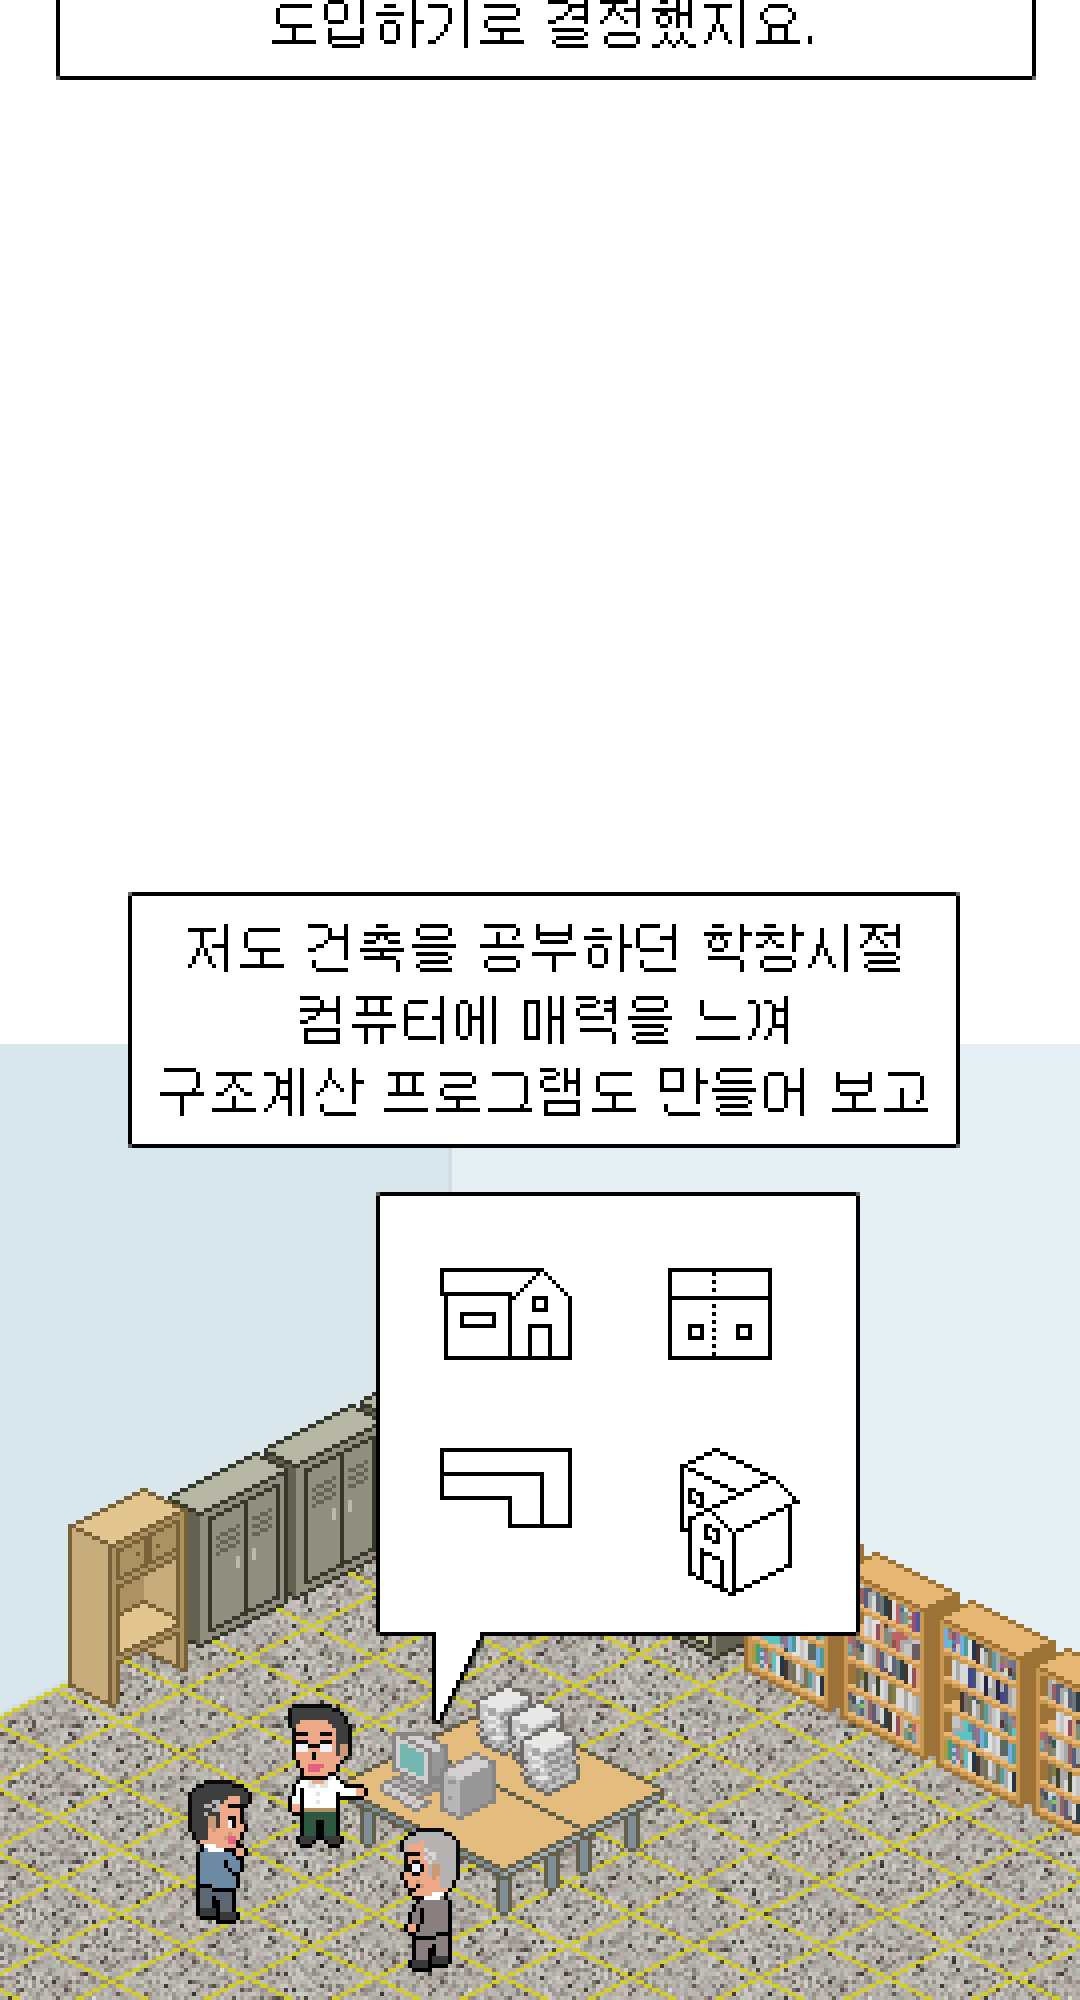 도입하기로 결정했지요.
저도 건축을 공부하던 학창시절
컴퓨터에 매력을 느껴
구조계산 프로그램도 만들어 보고